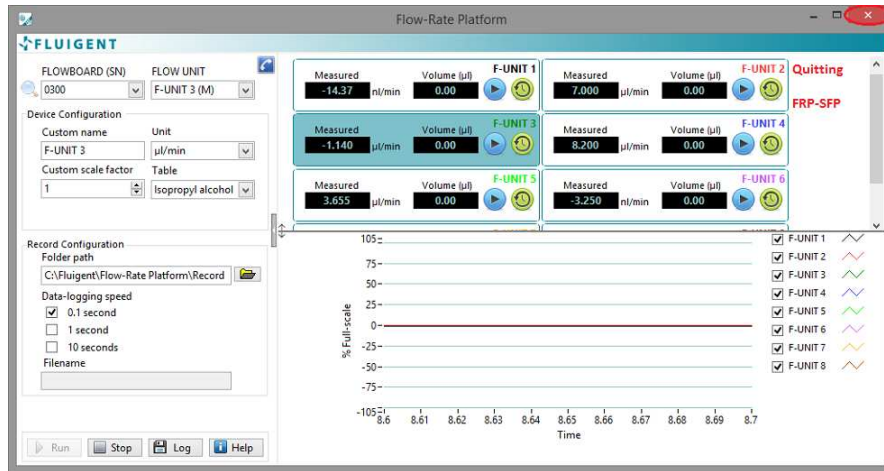 Flow-Rate Platform
FLUIGENT
FLOWBOARD (SN)
FLOW UNIT
0300
F-UNIT 3 (M)
Device Configuration
Custom name
Unit
F-UNIT 3
µl/min
Custom scale factor
Table
1
Isopropyl alcohol
Record Configuration
Folder path
C:\Fluigent\Flow-Rate Platform\Record
Data-logging speed
0.1 second
1 second
10 seconds
Filename
Run
Stop
Log
Help
Measured
Volume (µl)
F-UNIT 1
-14.37
nl/min
0.00
Measured
Volume (µl)
F-UNIT 2
7.000
µl/min
0.00
Quitting
FRP-SFP
Measured
Volume (µl)
F-UNIT 3
-1.140
µl/min
0.00
Measured
Volume (µl)
F-UNIT 4
8.200
µl/min
0.00
Measured
Volume (µl)
F-UNIT 5
3.655
µl/min
0.00
Measured
Volume (µl)
F-UNIT 6
-3.250
nl/min
0.00
% Full-scale
105
75
50
25
0
-25
-50
-75
-105
8.6
8.61
8.62
8.63
8.64
8.65
8.66
8.67
8.68
8.69
8.7
Time
F-UNIT 1
F-UNIT 2
F-UNIT 3
F-UNIT 4
F-UNIT 5
F-UNIT 6
F-UNIT 7
F-UNIT 8